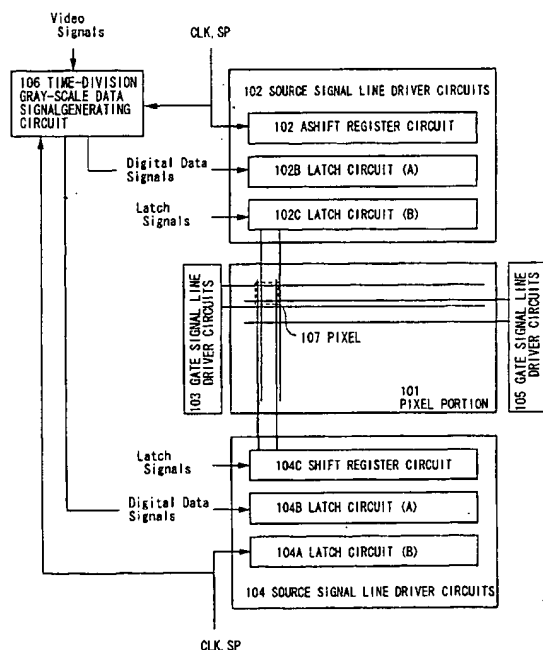 Video
Signals
CLK, SP
106 TIME-DIVISION
GRAY-SCALE DATA
SIGNALGENERATING
CIRCUIT
102 SOURCE SIGNAL LINE DRIVER CIRCUITS
102 ASHIFT REGISTER CIRCUIT
Digital Data
Signals
102B LATCH CIRCUIT (A)
Latch
Signals
102C LATCH CIRCUIT (B)
103 GATE SIGNAL LINE
DRIVER CIRCUITS
107 PIXEL
101
PIXEL PORTION
105 GATE SIGNAL LINE
DRIVER CIRCUITS
Latch
Signals
104C SHIFT REGISTER CIRCUIT
Digital Data
Signals
104B LATCH CIRCUIT (A)
104A LATCH CIRCUIT (B)
104 SOURCE SIGNAL LINE DRIVER CIRCUITS
CLK, SP